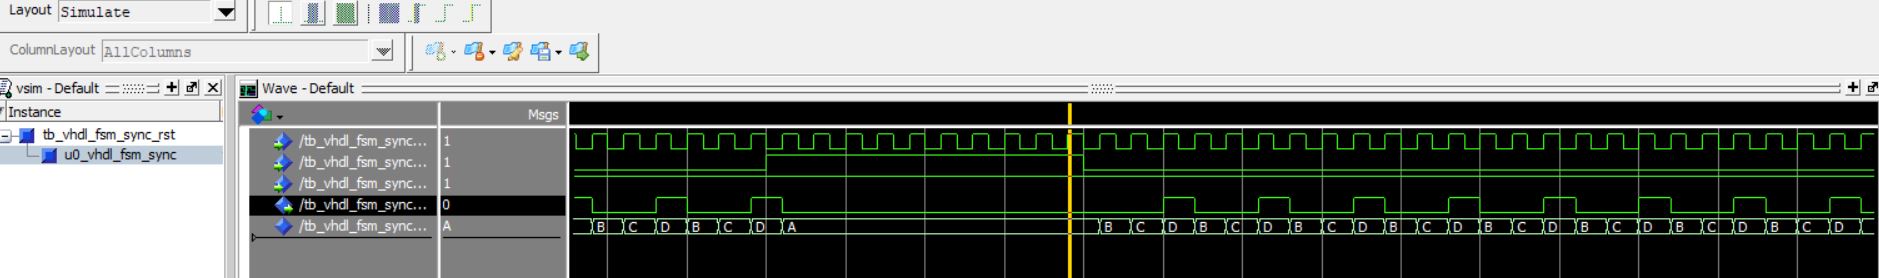 Layout Simulate
ColumnLayout AllColumns
vsim - Default
Wave - Default
Instance
Msgs
tb_vhdl_fsm_sync_rst
u0_vhdl_fsm_sync
/tb_vhdl_fsm_sync... 1
/tb_vhdl_fsm_sync... 1
/tb_vhdl_fsm_sync... 1
/tb_vhdl_fsm_sync... 0
/tb_vhdl_fsm_sync... A B C D B C D A B C D B C D B C D B C D B C D B C D B C D B C D